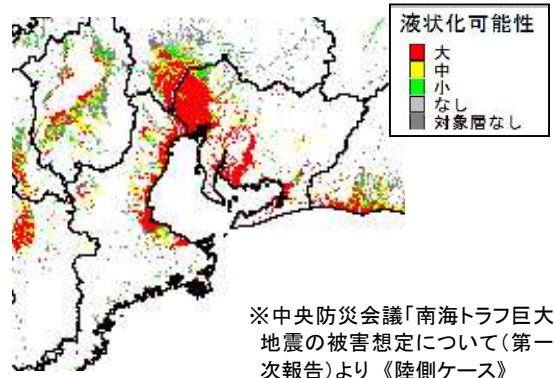 液状化可能性
大
中
小
なし
対象層なし
※中央防災会議「南海トラフ巨大
地震の被害想定について(第一
次報告)より 《陸側ケース》